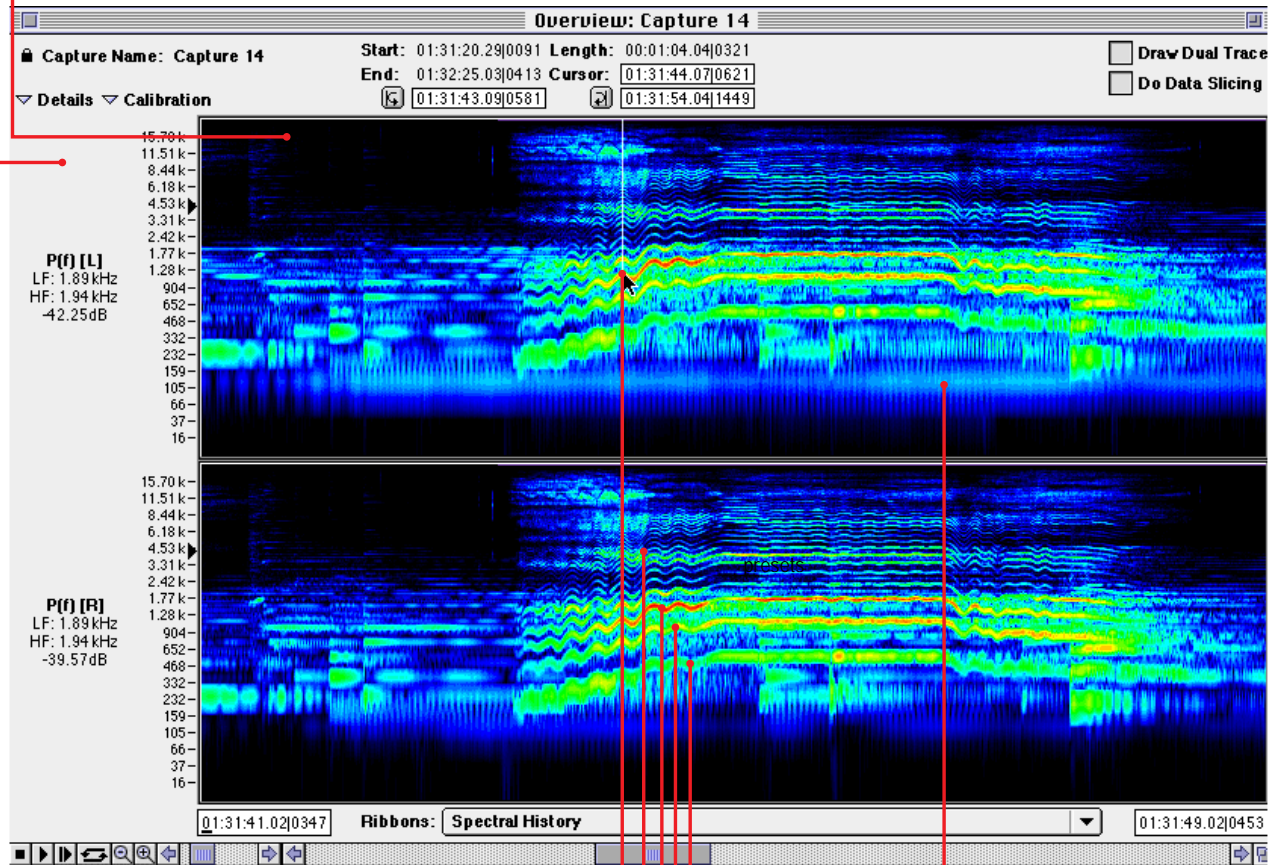 Overview: Capture 14
Capture Name: Capture 14
Start: 01:31:20.29|0091 Length: 00:01:04.04|0321
End: 01:32:25.03|0413 Cursor: 01:31:44.07|0621
01:31:43.09|0581 01:31:54.04|1449
Draw Dual Trace
Do Data Slicing
Details Calibration
15.70 k
11.51 k
8.44 k
6.18 k
4.53 k
3.31 k
2.42 k
1.77 k
1.28 k
904
652
468
332
232
159
105
66
37
16
P(f) [L]
LF: 1.89 kHz
HF: 1.94 kHz
-42.25dB
15.70 k
11.51 k
8.44 k
6.18 k
4.53 k
3.31 k
2.42 k
1.77 k
1.28 k
904
652
468
332
232
159
105
66
37
16
P(f) [R]
LF: 1.89 kHz
HF: 1.94 kHz
-39.57dB
presets
01:31:41.02|0347 Ribbons: Spectral History 01:31:49.02|0453